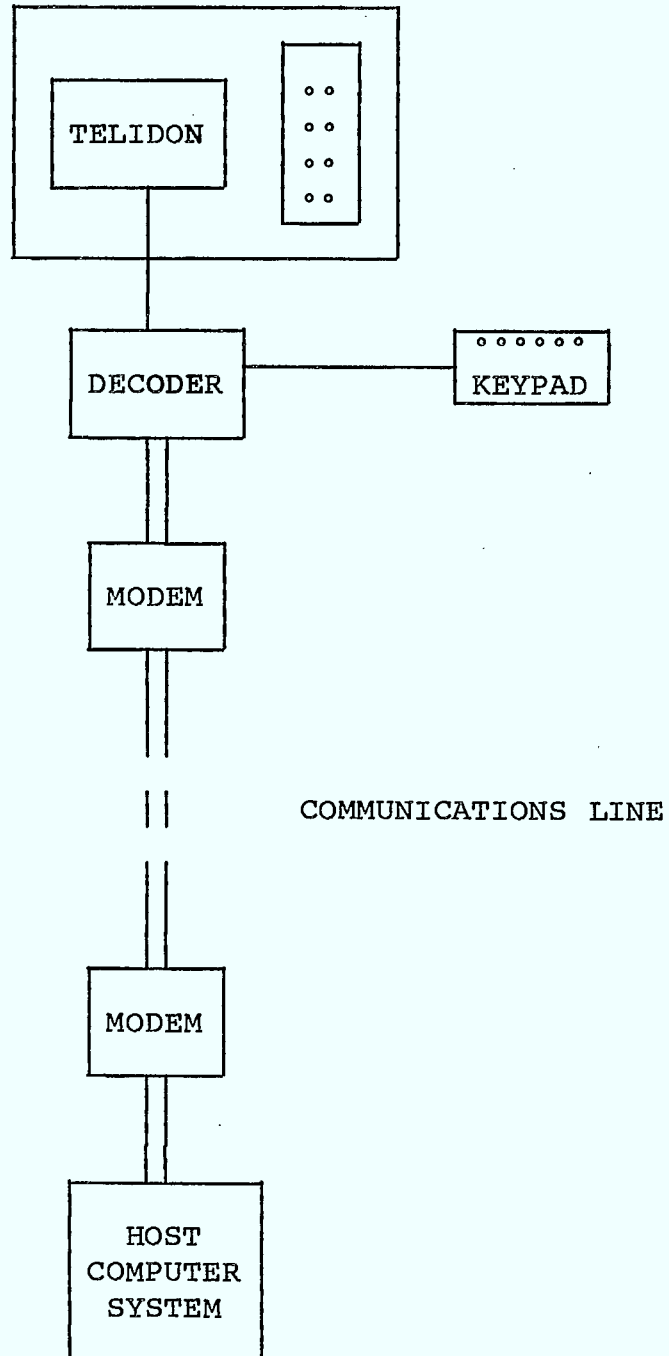 TELIDON
DECODER
KEYPAD
MODEM
COMMUNICATIONS LINE
MODEM
HOST
COMPUTER
SYSTEM